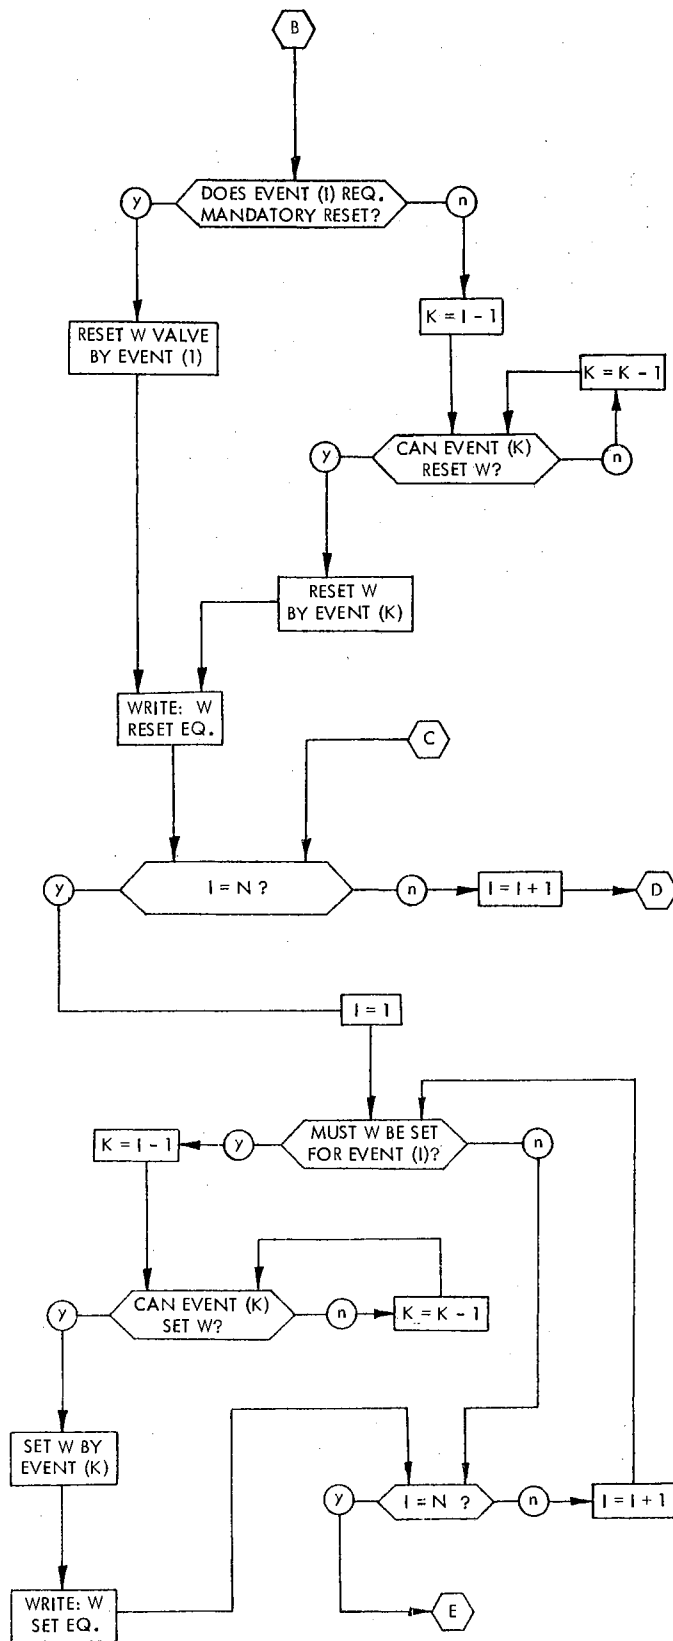 B
DOES EVENT (I) REQ.
MANDATORY RESET?
y
n
K = I - 1
RESET W VALVE
BY EVENT (1)
K = K - 1
CAN EVENT (K)
RESET W?
y
n
RESET W
BY EVENT (K)
WRITE: W
RESET EQ.
C
I = N ?
y
n
I = I + 1
D
I = 1
MUST W BE SET
FOR EVENT (I)?
K = I - 1
y
n
CAN EVENT (K)
SET W?
y
n
K = K - 1
SET W BY
EVENT (K)
I = N ?
y
n
I = I + 1
WRITE: W
SET EQ.
E